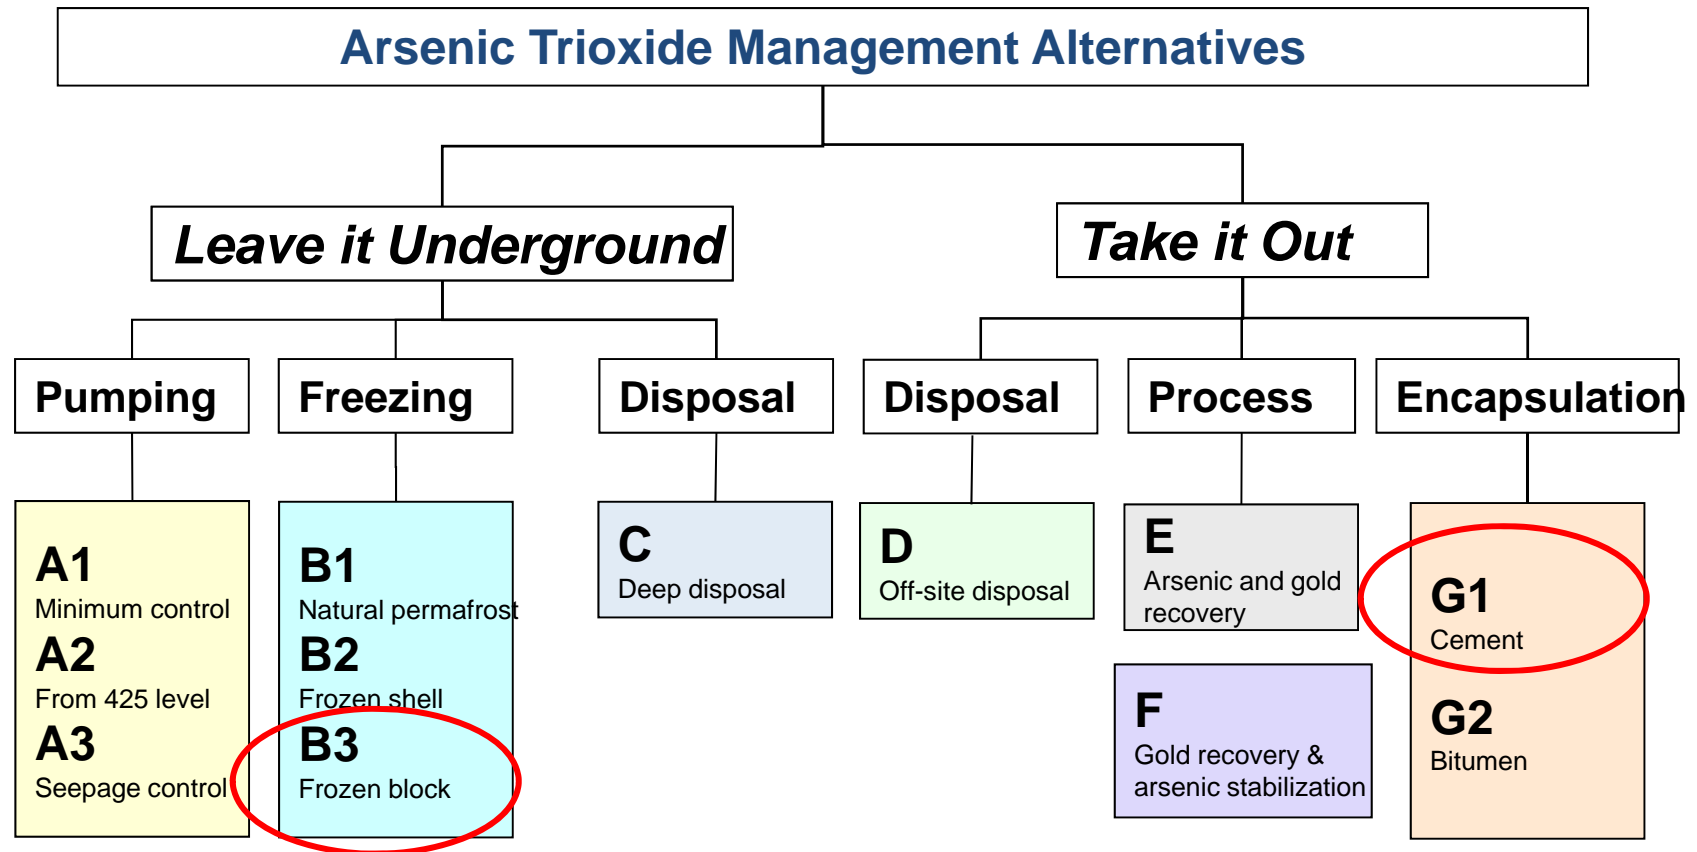 Arsenic Trioxide Management Alternatives
Leave it Underground
Take it Out
Pumping
Freezing
Disposal
Disposal
Process
Encapsulation
A1
Minimum control
A2
From 425 level
A3
Seepage control
B1
Natural permafrost
B2
Frozen shell
B3
Frozen block
C
Deep disposal
D
Off-site disposal
E
Arsenic and gold
recovery
F
Gold recovery &
arsenic stabilization
G1
Cement
G2
Bitumen